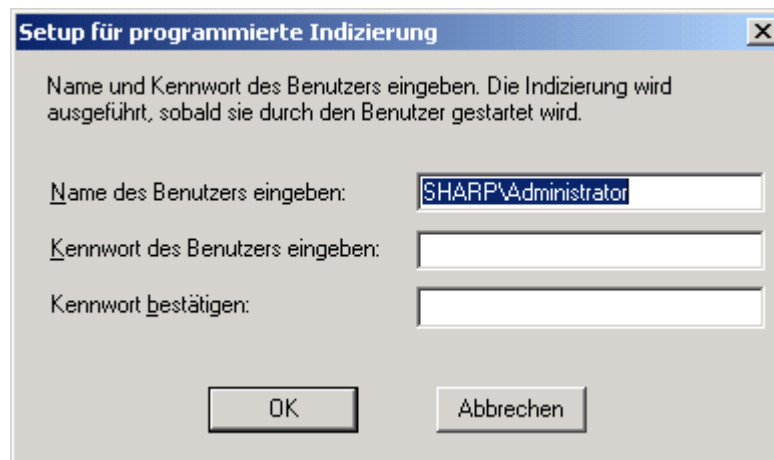 Setup für programmierte Indizierung
Name und Kennwort des Benutzers eingeben. Die Indizierung wird
ausgeführt, sobald sie durch den Benutzer gestartet wird.
Name des Benutzers eingeben:
SHARP\Administrator
Kennwort des Benutzers eingeben:
Kennwort bestätigen:
OK
Abbrechen